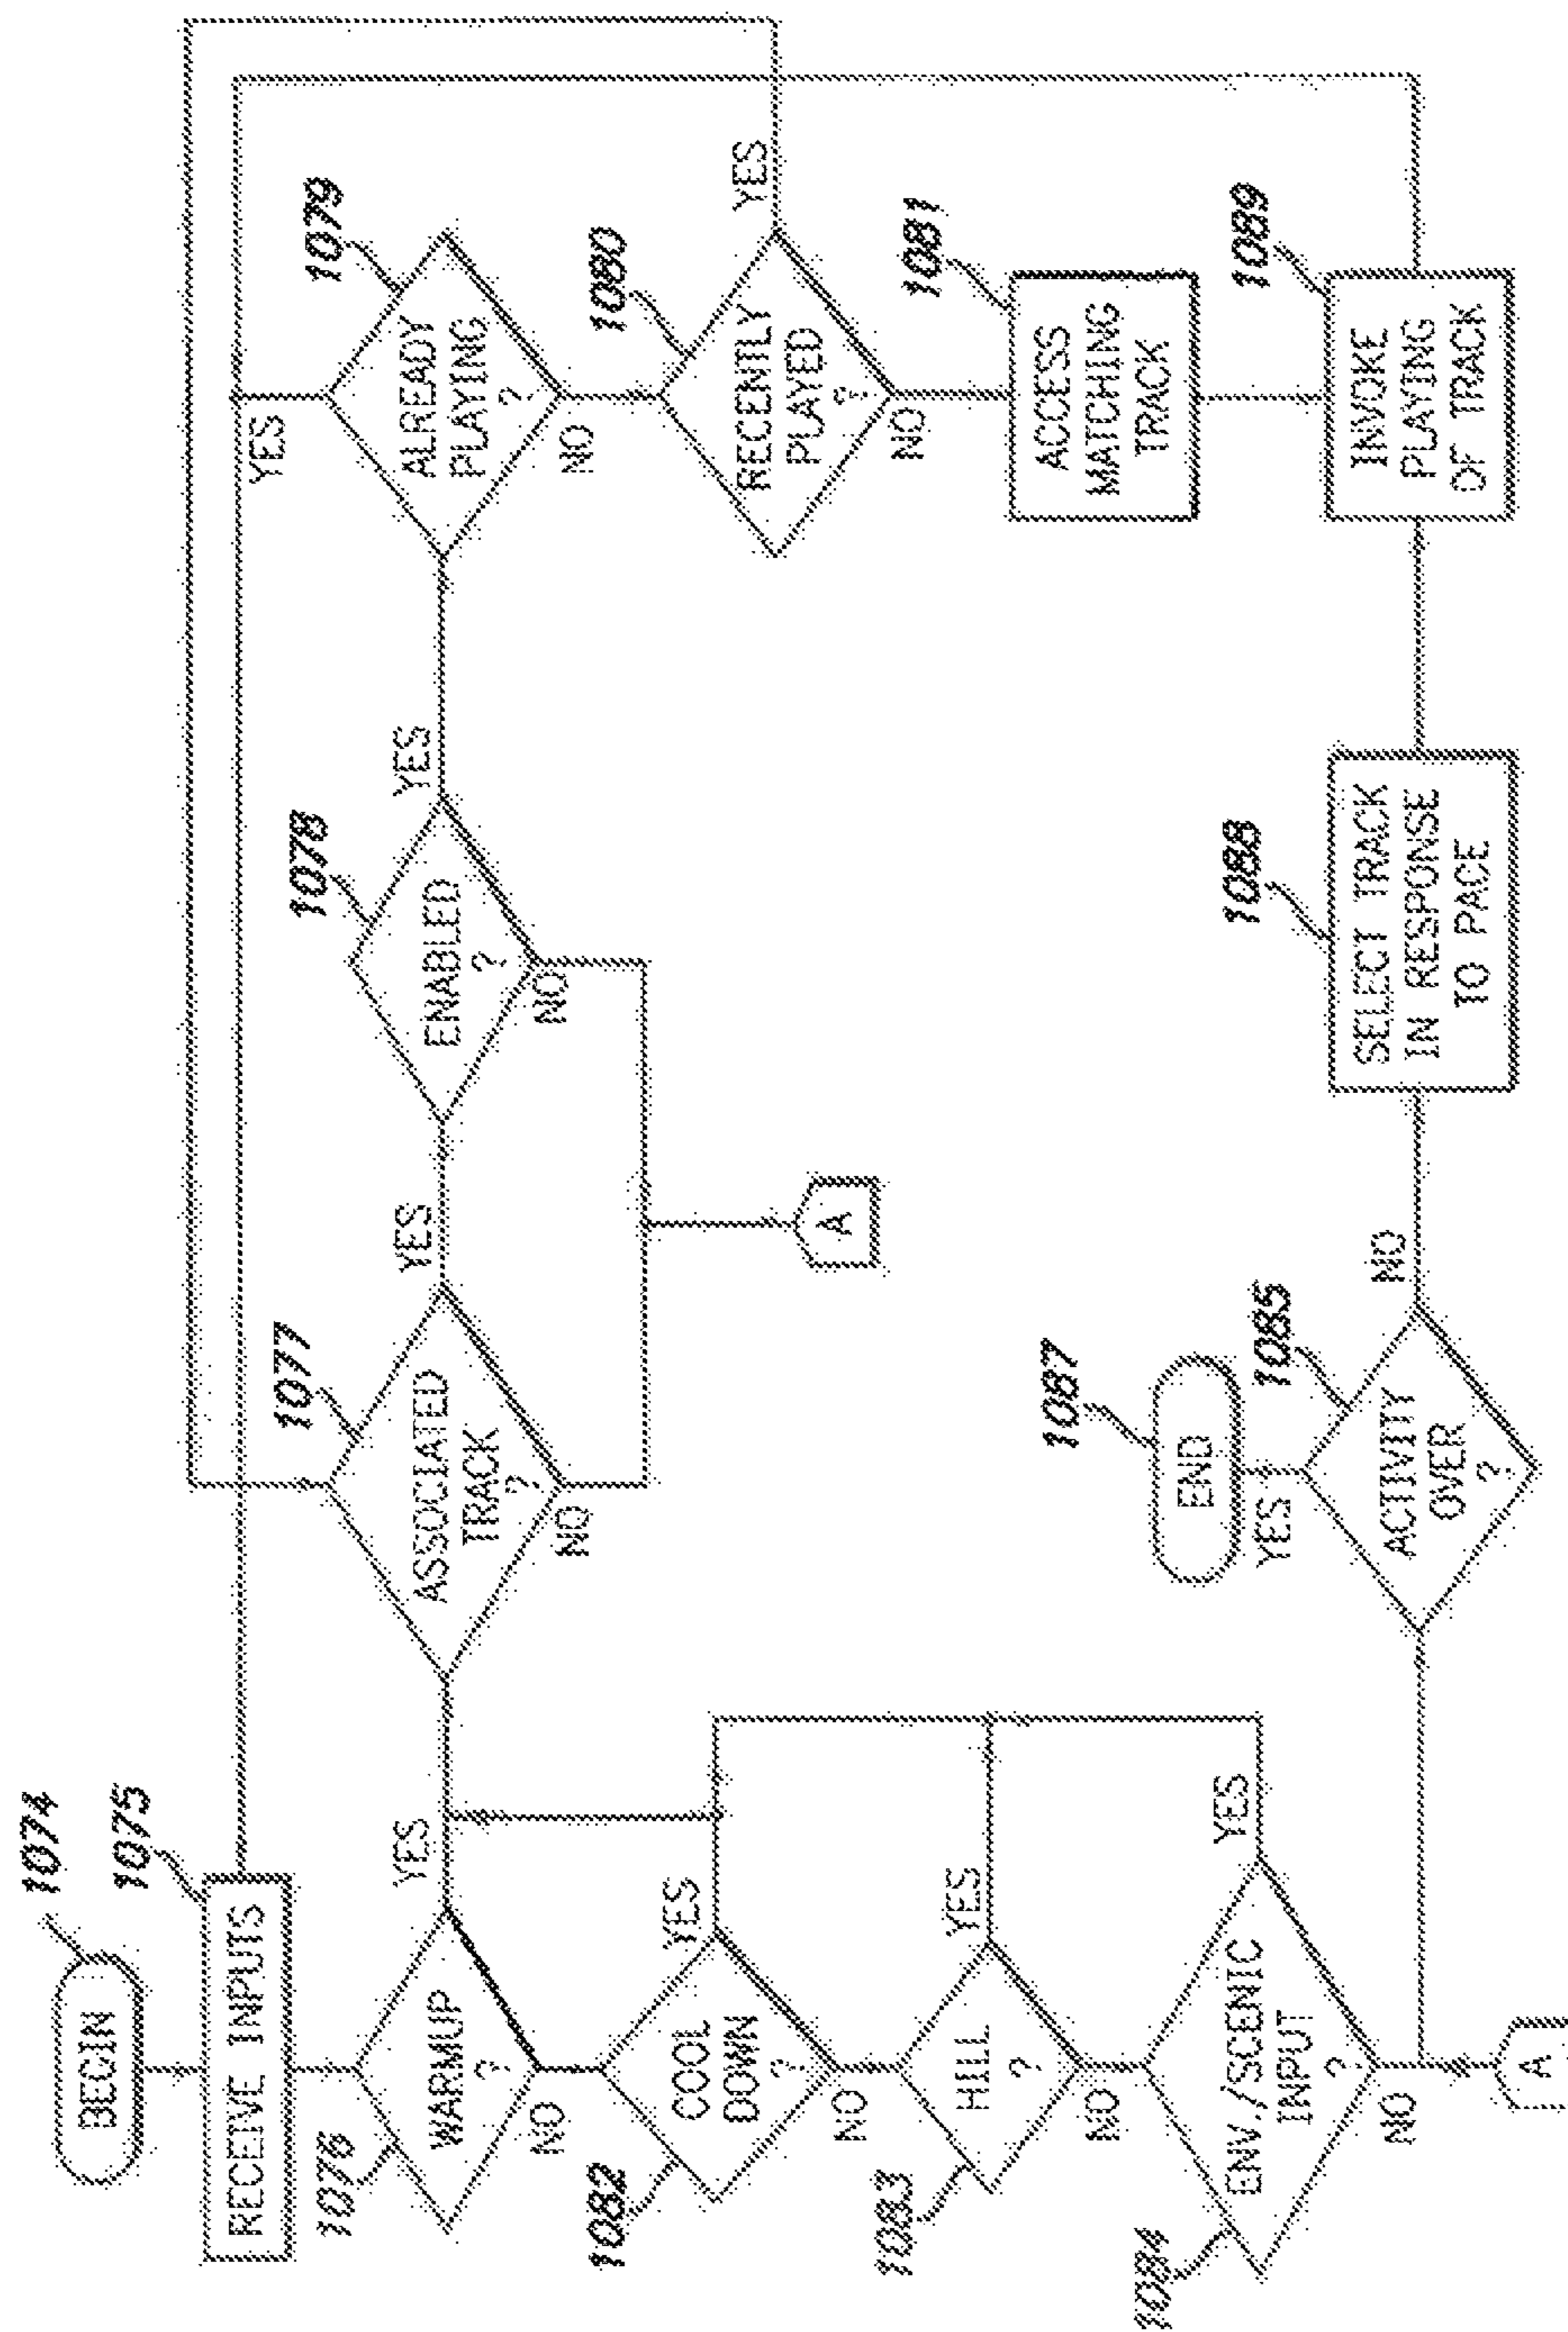 1074
BEGIN
1075
RECEIVE INPUTS
1076
WARMUP
?
YES
NO
1077
ASSOCIATED
TRACK
?
YES
NO
1078
ENABLED
?
YES
NO
A
1079
ALREADY
PLAYING
?
YES
NO
1080
RECENTLY
PLAYED
?
YES
NO
1081
ACCESS
MATCHING
TRACK
1082
COOL
DOWN
?
YES
NO
1083
HILL
?
YES
NO
1084
ENV./SCENIC
INPUT
?
YES
NO
A
1087
END
YES
1085
ACTIVITY
OVER
?
NO
1088
SELECT TRACK
IN RESPONSE
TO PACE
1089
INVOKE
PLAYING
OF TRACK